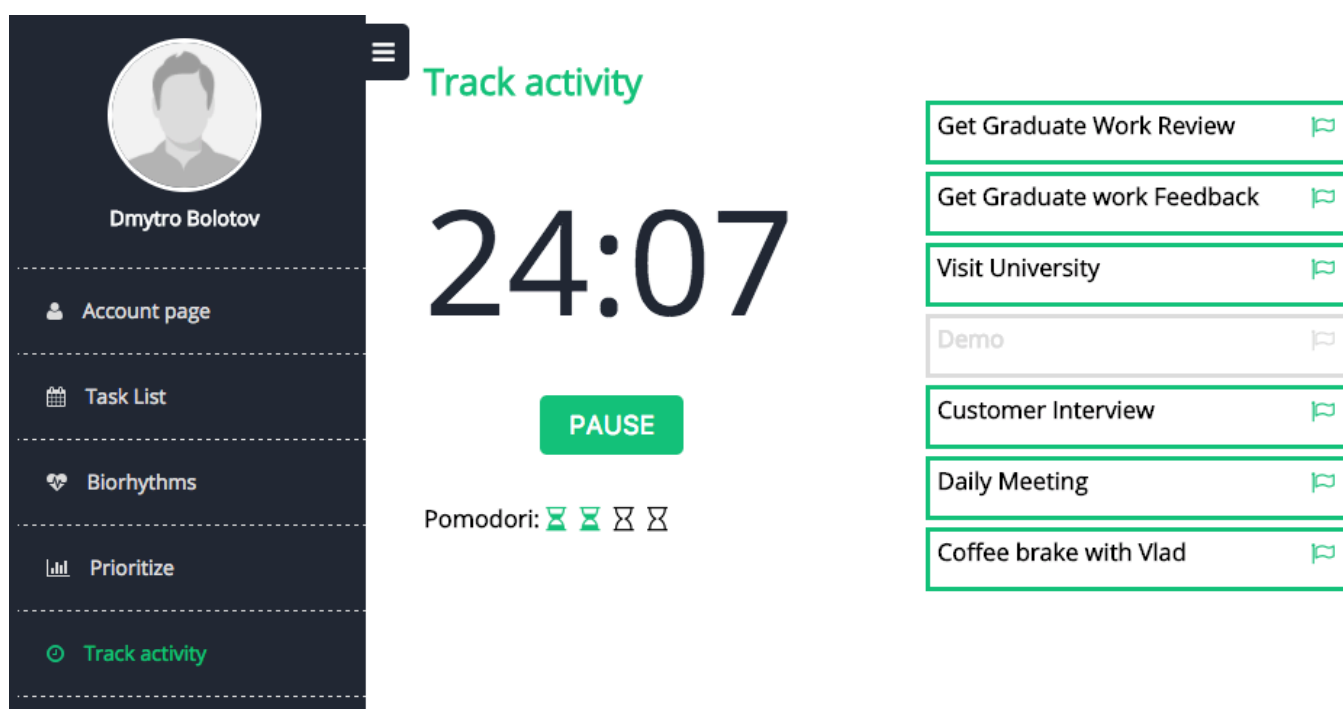 Dmytro Bolotov
Account page
Task List
Biorhythms
Prioritize
Track activity
Track activity
24:07
PAUSE
Pomodori:
Get Graduate Work Review
Get Graduate work Feedback
Visit University
Demo
Customer Interview
Daily Meeting
Coffee brake with Vlad